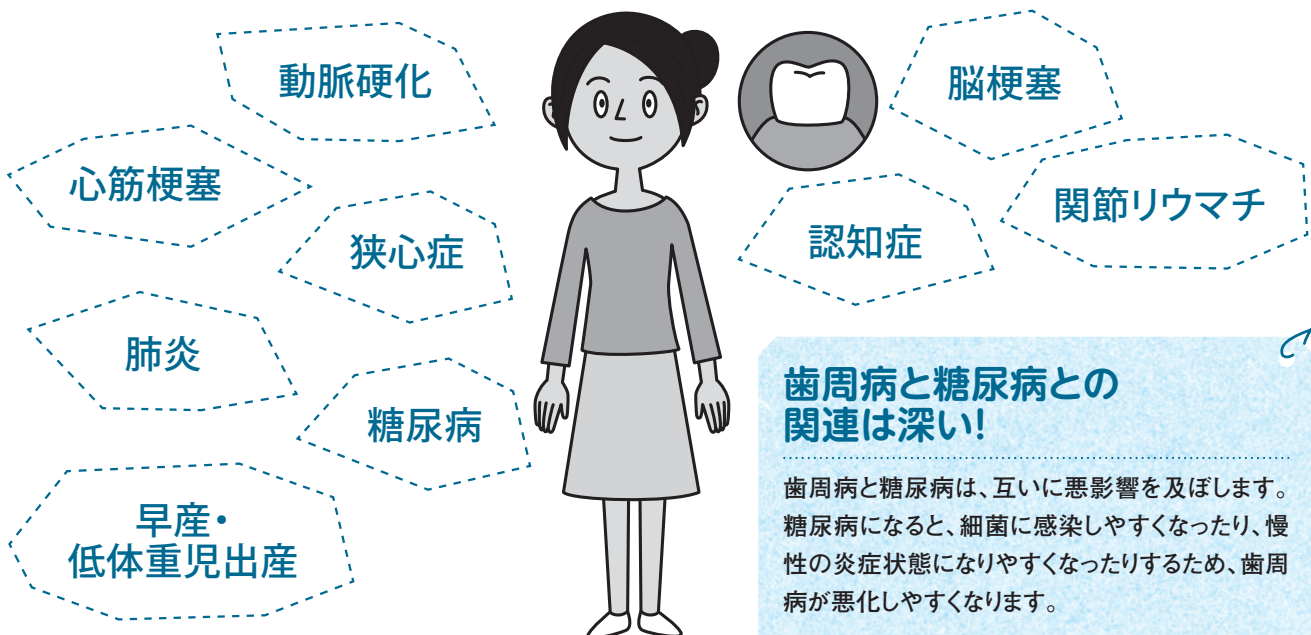 動脈硬化
脳梗塞
心筋梗塞
関節リウマチ
狭心症
認知症
肺炎
糖尿病
早産・
低体重児出産
歯周病と糖尿病との
関連は深い!
歯周病と糖尿病は、互いに悪影響を及ぼします。
糖尿病になると、細菌に感染しやすくなったり、慢
性の炎症状態になりやすくなったりするため、歯周
病が悪化しやすくなります。